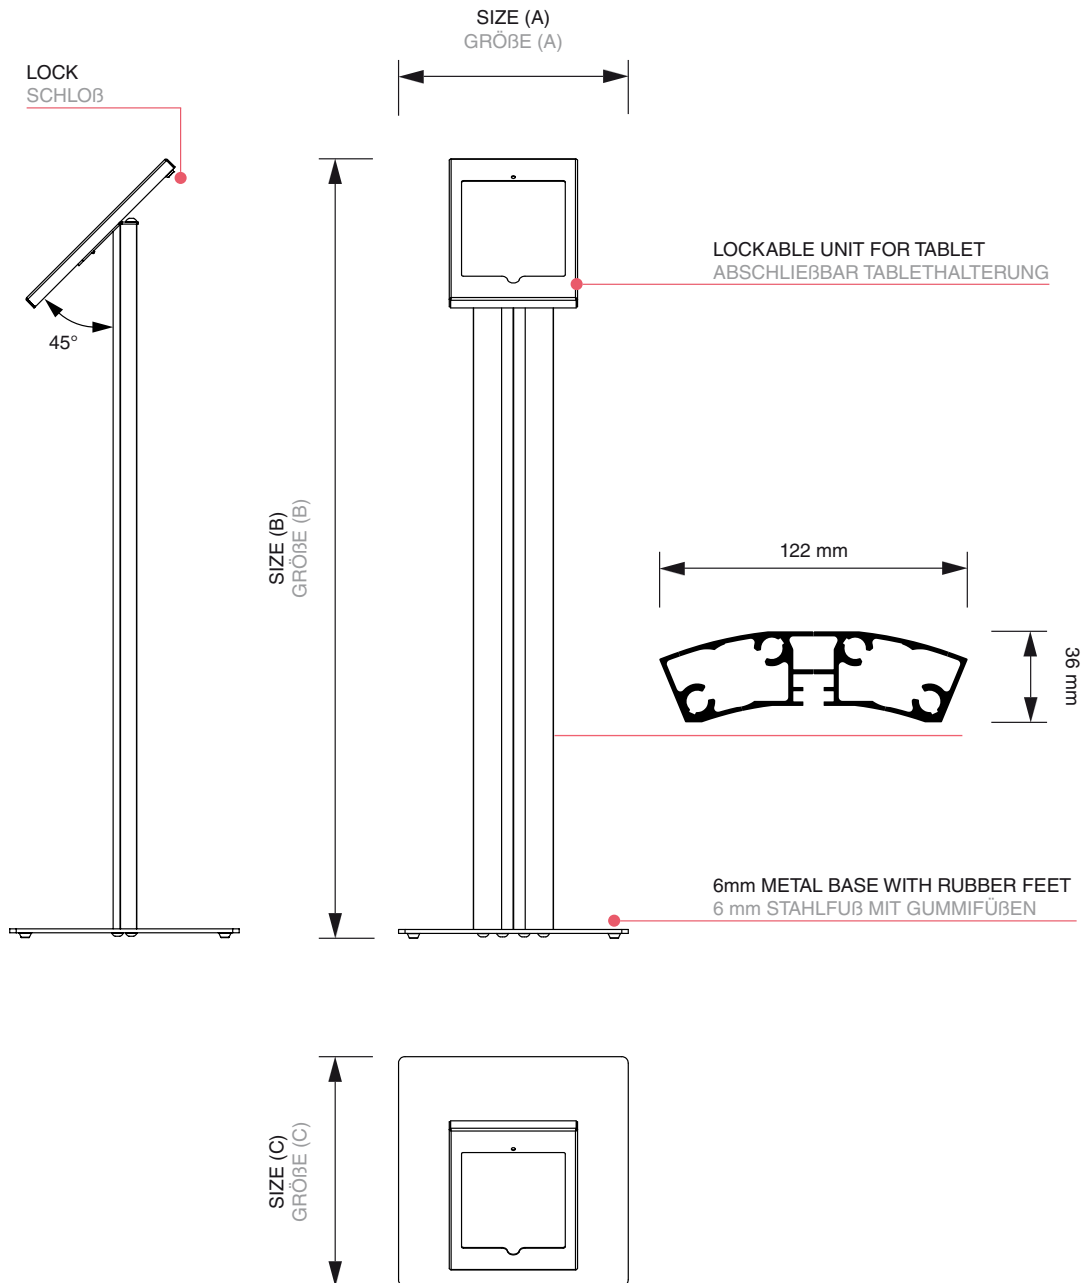 SIZE (A)
GRÖßE (A)
LOCK
SCHLOß
LOCKABLE UNIT FOR TABLET
ABSCHLIEßBAR TABLETHALTERUNG
45°
SIZE (B)
GRÖßE (B)
122 mm
36 mm
6mm METAL BASE WITH RUBBER FEET
6 mm STAHLFUß MIT GUMMIFÜßEN
SIZE (C)
GRÖßE (C)